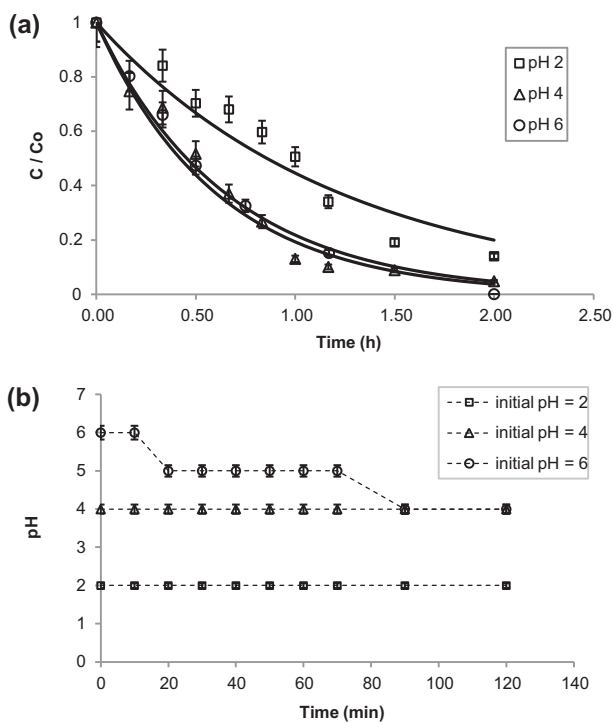 (a)
C / Co
1
0.8
0.6
0.4
0.2
0
0.00
0.50
1.00
1.50
2.00
2.50
Time (h)
pH 2
pH 4
pH 6
(b)
pH
7
6
5
4
3
2
1
0
0
20
40
60
80
100
120
140
Time (min)
initial pH = 2
initial pH = 4
initial pH = 6